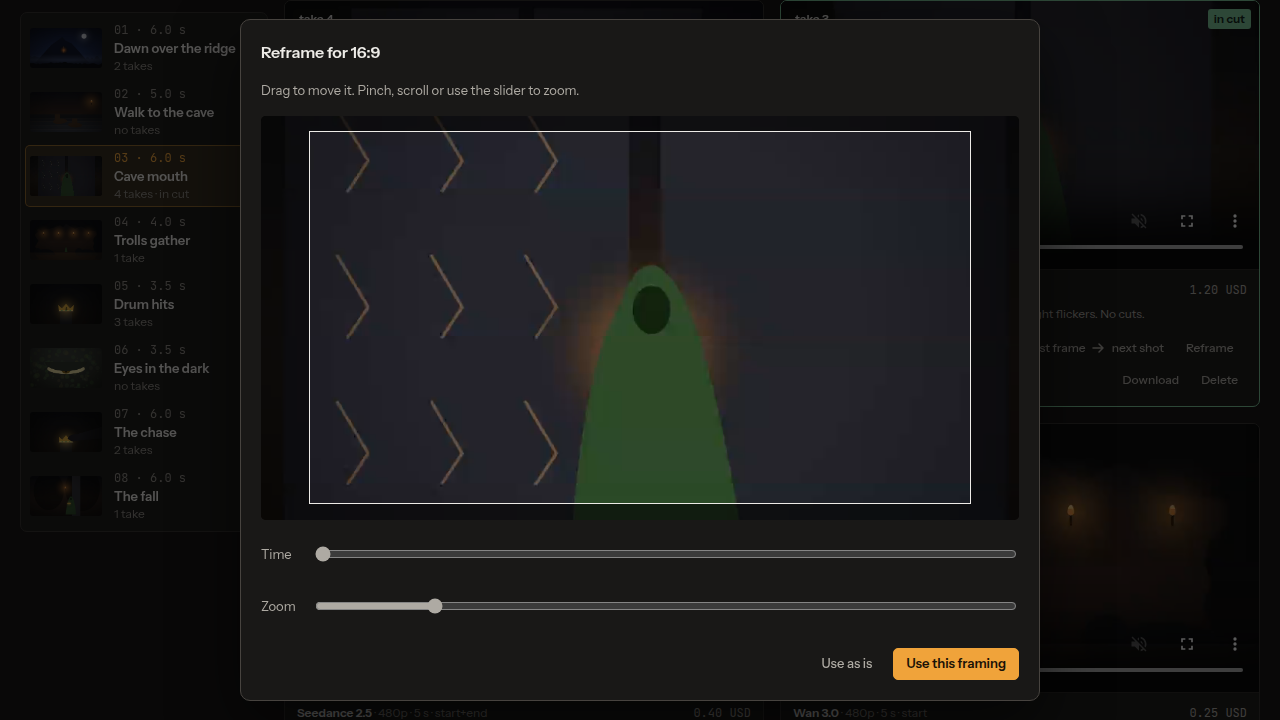 01 · 6.0 s
Dawn over the ridge
2 takes
02 · 5.0 s
Walk to the cave
no takes
03 · 6.0 s
Cave mouth
4 takes · in cut
04 · 4.0 s
Trolls gather
1 take
05 · 3.5 s
Drum hits
3 takes
06 · 3.5 s
Eyes in the dark
no takes
07 · 6.0 s
The chase
2 takes
08 · 6.0 s
The fall
1 take
Reframe for 16:9
Drag to move it. Pinch, scroll or use the slider to zoom.
Time
Zoom
Use as is
Use this framing
in cut
1.20 USD
ht flickers. No cuts.
st frame → next shot
Reframe
Download
Delete
Seedance 2.5 · 480p · 5 s · start+end
0.40 USD
Wan 3.0 · 480p · 5 s · start
0.25 USD